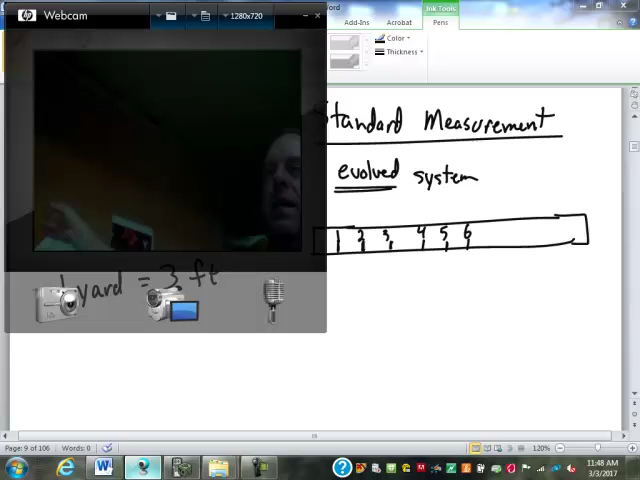 Webcam
1280x720
Word
Ink Tools
Add-Ins Acrobat Pens
Color
Thickness
Standard Measurement
evolved system
1 2 3 4 5 6
1 yard = 3 ft
Page: 9 of 106 Words: 0
120%
11:48 AM
3/3/2017